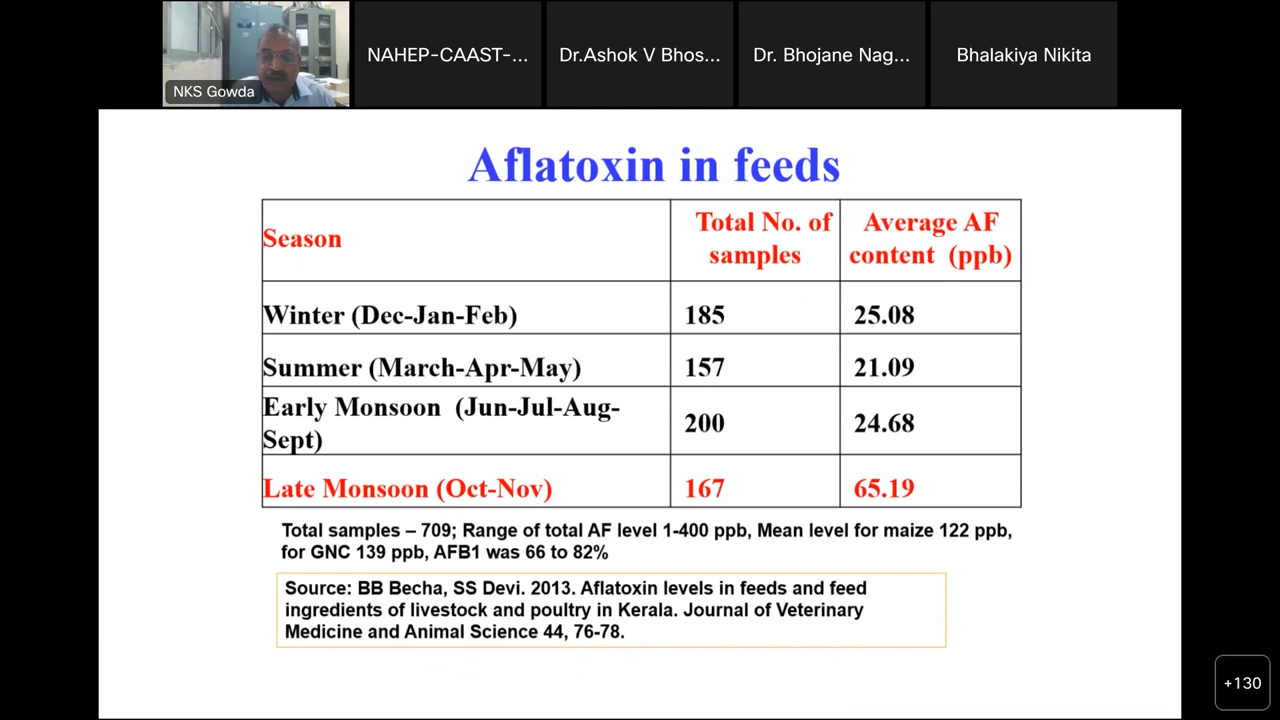 NKS Gowda
NAHEP-CAAST-...
Dr.Ashok V Bhos...
Dr. Bhojane Nag...
Bhalakiya Nikita
Aflatoxin in feeds
Season
Total No. of
samples
Average AF
content (ppb)
Winter (Dec-Jan-Feb)
185
25.08
Summer (March-Apr-May)
157
21.09
Early Monsoon (Jun-Jul-Aug-
Sept)
200
24.68
Late Monsoon (Oct-Nov)
167
65.19
Total samples – 709; Range of total AF level 1-400 ppb, Mean level for maize 122 ppb,
for GNC 139 ppb, AFB1 was 66 to 82%
Source: BB Becha, SS Devi. 2013. Aflatoxin levels in feeds and feed
ingredients of livestock and poultry in Kerala. Journal of Veterinary
Medicine and Animal Science 44, 76-78.
+130